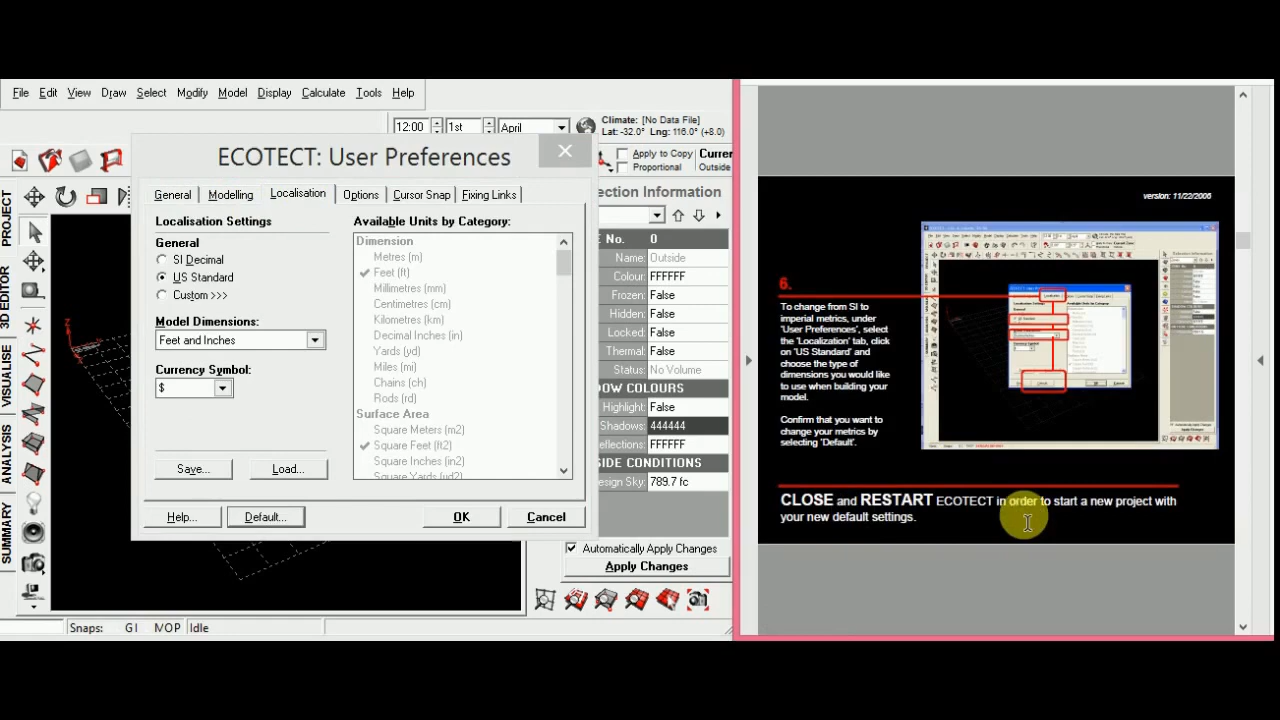 File Edit View Draw Select Modify Model Display Calculate Tools Help
12:00 1st April
Climate: [No Data File]
Lat: -32.0° Lng: 116.0° (+8.0)
Apply to Copy
Proportional
Outside
PROJECT
3D EDITOR
VISUALISE
ANALYSIS
SUMMARY
ECOTECT: User Preferences
General Modelling Localisation Options Cursor Snap Fixing Links
Localisation Settings
General
SI Decimal
US Standard
Custom >>>
Model Dimensions:
Feet and Inches
Currency Symbol:
$
Save... Load...
Available Units by Category:
Dimension
Metres (m)
Feet (ft)
Millimetres (mm)
Centimetres (cm)
Kilometres (km)
Decimal Inches (in)
Yards (yd)
Miles (mi)
Chains (ch)
Rods (rd)
Surface Area
Square Meters (m2)
Square Feet (ft2)
Square Inches (in2)
Square Yards (yd2)
Help... Default... OK Cancel
ection Information
E No. 0
Name: Outside
Colour: FFFFFF
Frozen: False
Hidden: False
Locked: False
Thermal: False
Status: No Volume
OW COLOURS
Highlight: False
Shadows: 444444
eflections: FFFFFF
SIDE CONDITIONS
esign Sky: 789.7 fc
Automatically Apply Changes
Apply Changes
Snaps: GI MOP Idle
version: 11/22/2006
6.
To change from SI to
imperial metrics, under
'User Preferences', select
the 'Localization' tab, click
on 'US Standard' and
choose the type of
dimensions you would like
to use when building your
model.
Confirm that you want to
change your metrics by
selecting 'Default'.
CLOSE and RESTART ECOTECT in order to start a new project with
your new default settings.